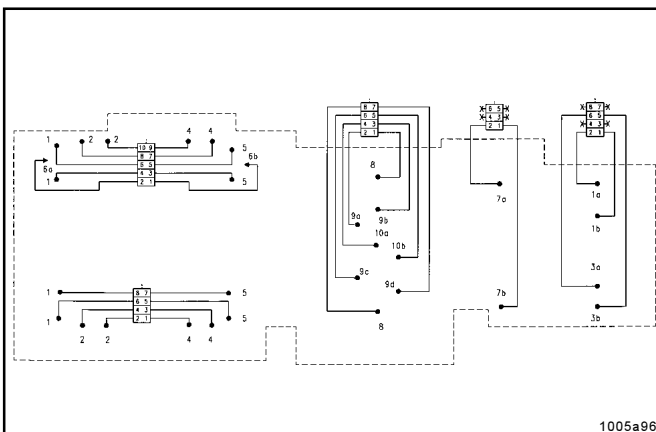 8 7 6 5 8 7
6 5 4 3 6 5
4 3 2 1 4 3
2 1 2 1
1 2 2 4 4
10 9
8 7
6 5
4 3
2 1
5
6a 6b
1 5
8
7a 1a
9a 9b 1b
10a 10b
9c 9d 3a
7b 3b
8
1 8 7 5
6 5
4 3
2 1
1 5
2 2 4 4
1005a96